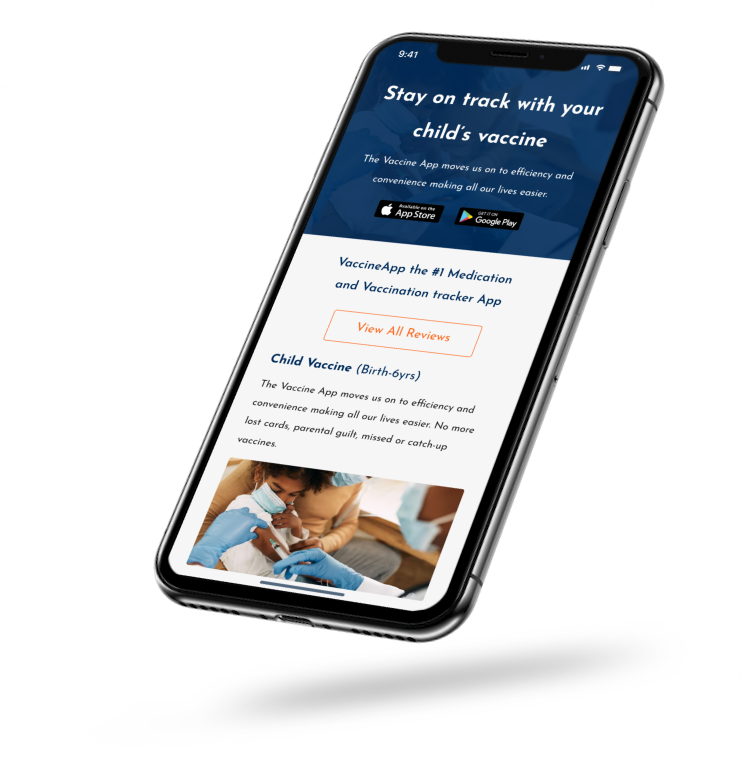 9:41
Stay on track with your
child's vaccine
The Vaccine App moves us on to efficiency and
convenience making all our lives easier.
Available on the
App Store
GET IT ON
Google Play
VaccineApp the #1 Medication
and Vaccination tracker App
View All Reviews
Child Vaccine (Birth-6yrs)
The Vaccine App moves us on to efficiency and
convenience making all our lives easier. No more
lost cards, parental guilt, missed or catch-up
vaccines.